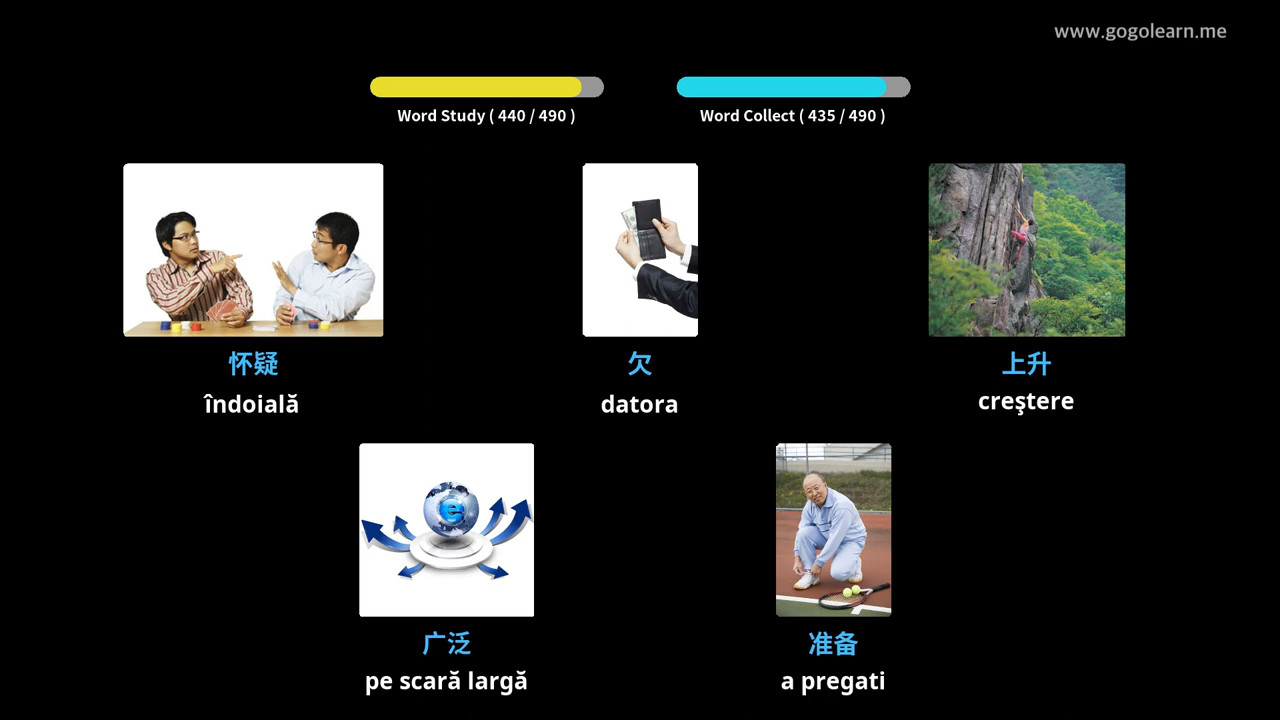 www.gogolearn.me
Word Study ( 440 / 490 )
Word Collect ( 435 / 490 )
怀疑
欠
上升
îndoială
datora
creştere
广泛
准备
pe scară largă
a pregati